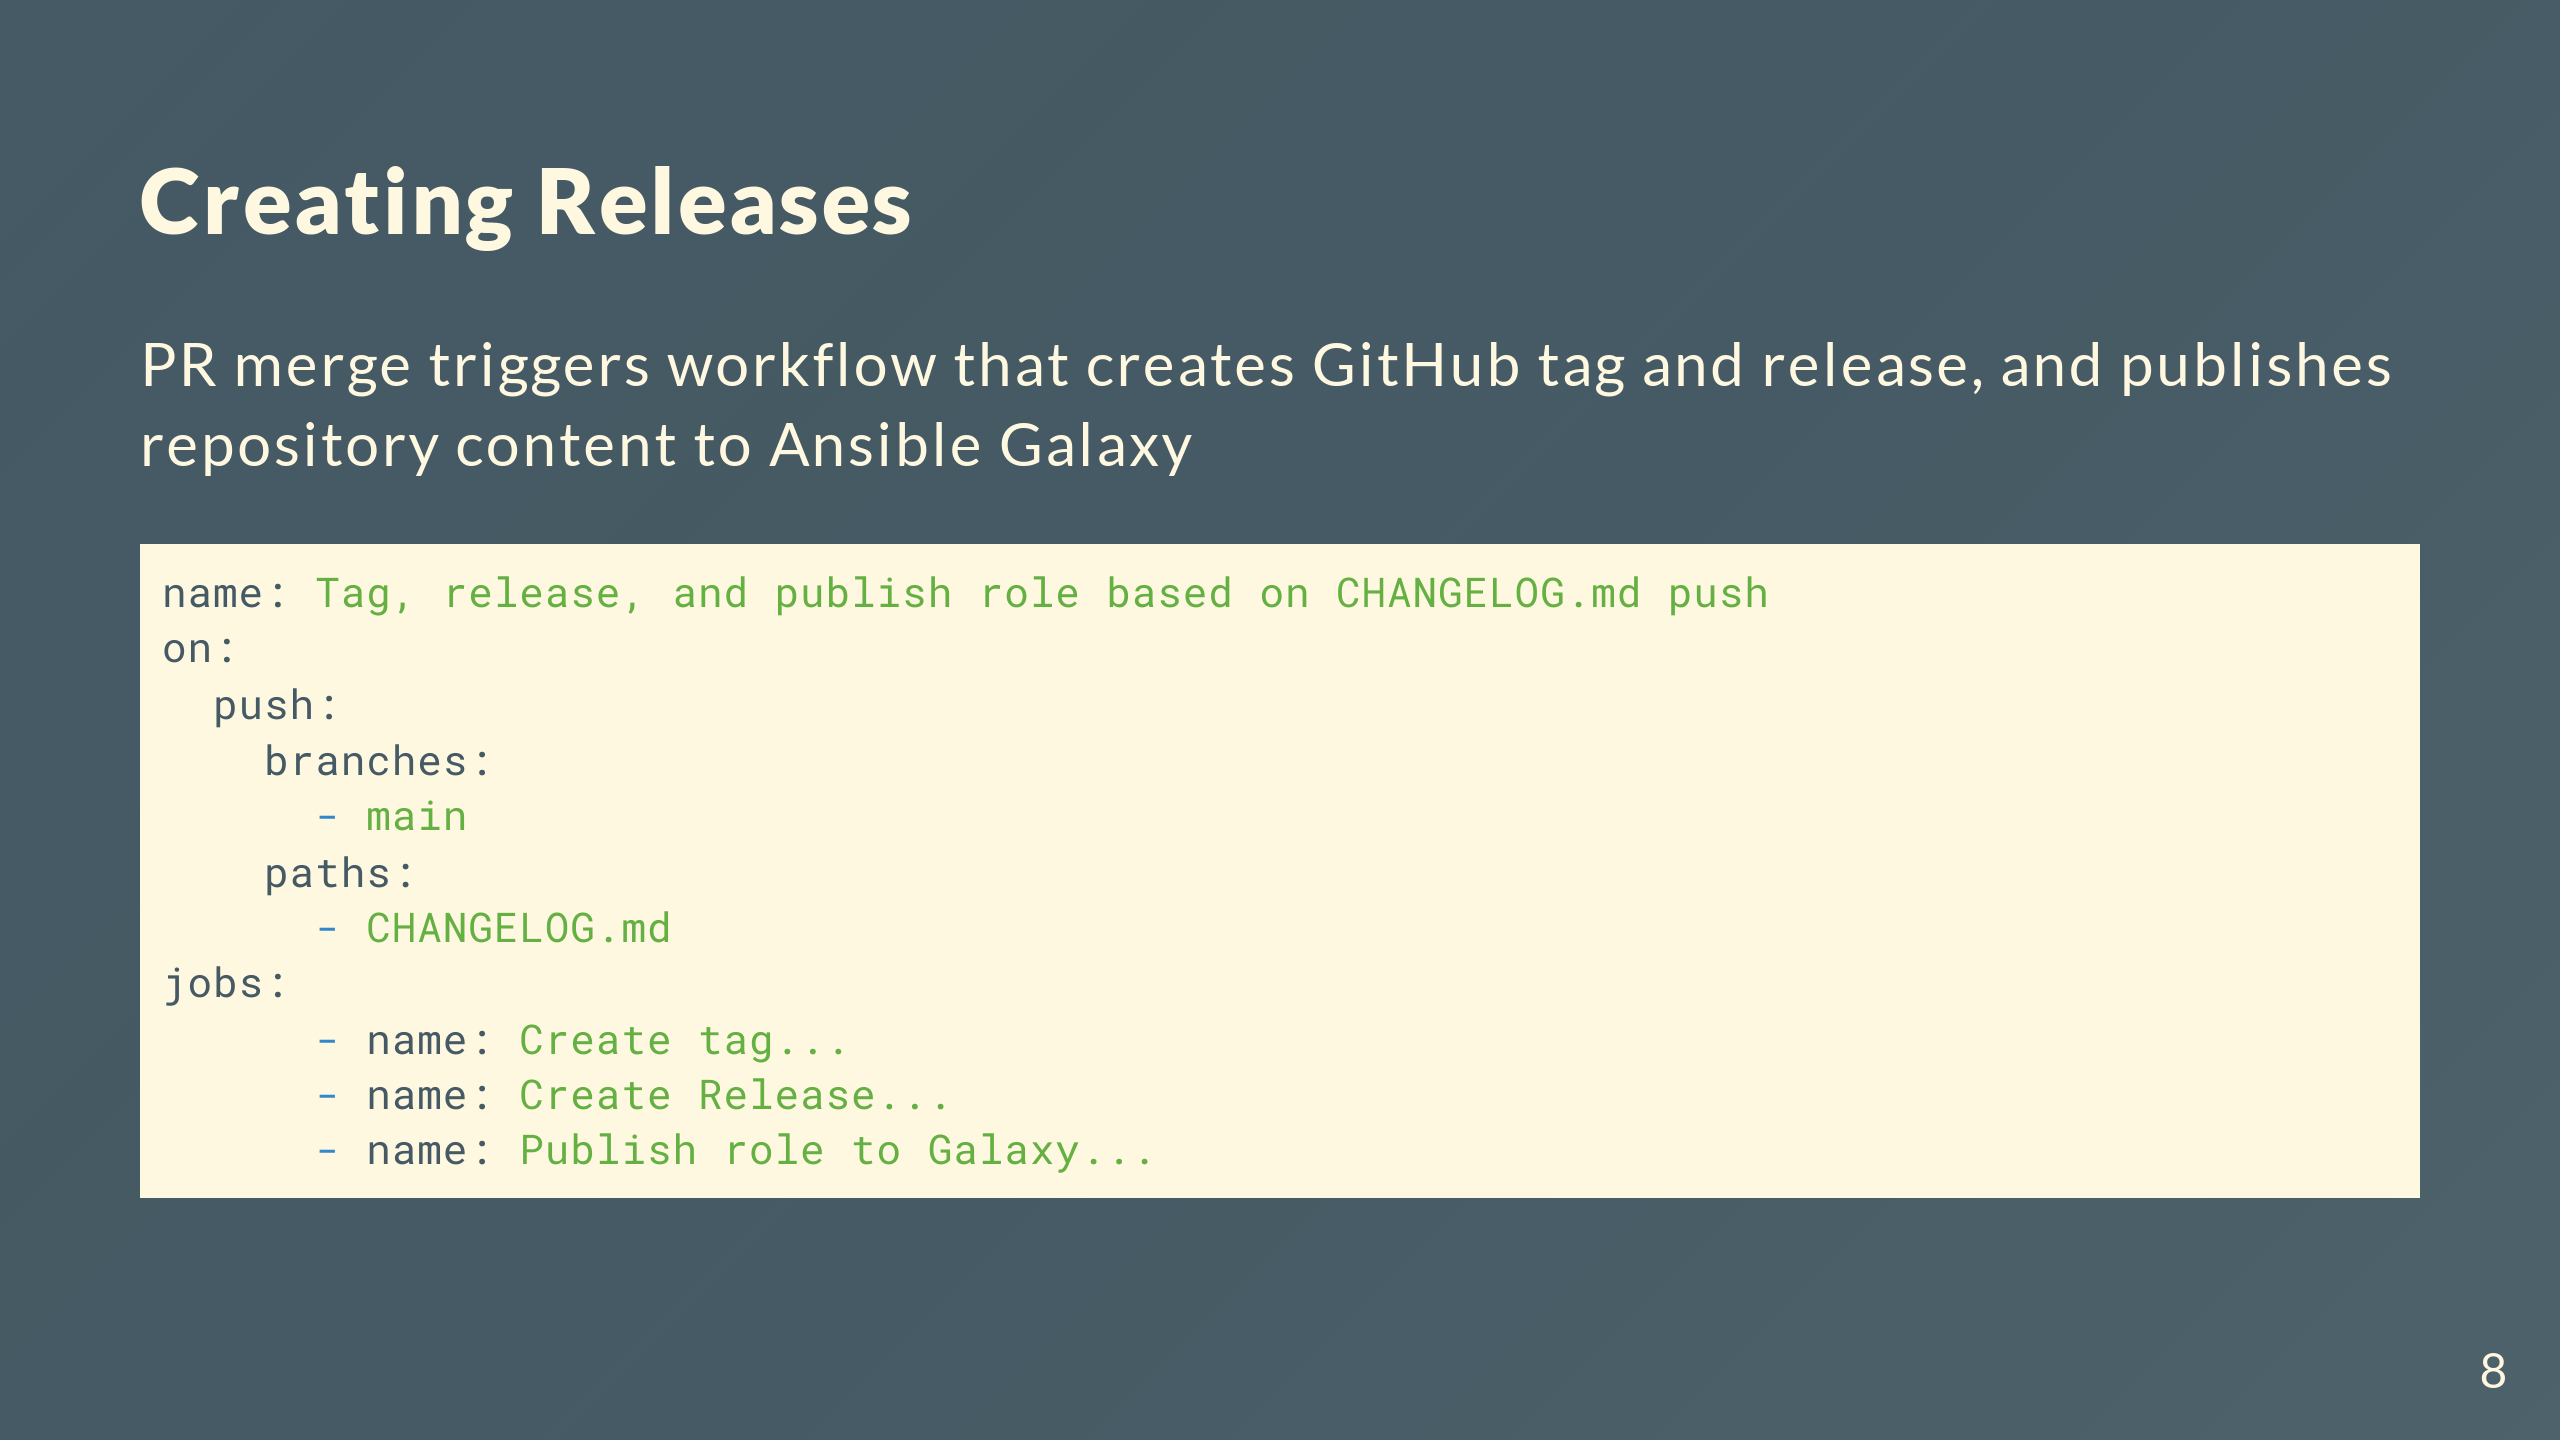 Creating Releases
PR merge triggers workflow that creates GitHub tag and release, and publishes
repository content to Ansible Galaxy
name: Tag, release, and publish role based on CHANGELOG.md push
on:
  push:
    branches:
      - main
    paths:
      - CHANGELOG.md
jobs:
      - name: Create tag...
      - name: Create Release...
      - name: Publish role to Galaxy...
8